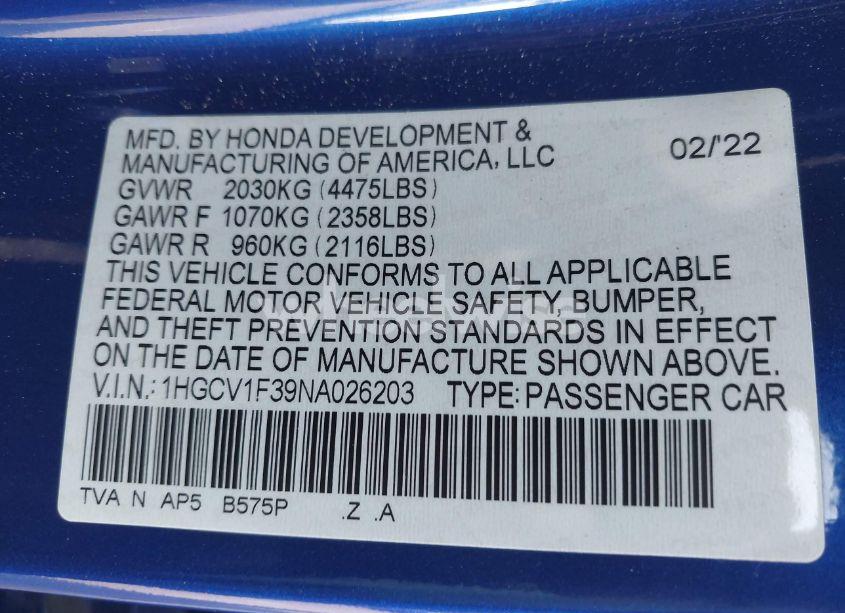 MFD. BY HONDA DEVELOPMENT &
MANUFACTURING OF AMERICA, LLC 02/'22
GVWR 2030KG (4475LBS)
GAWR F 1070KG (2358LBS)
GAWR R 960KG (2116LBS)
THIS VEHICLE CONFORMS TO ALL APPLICABLE
FEDERAL MOTOR VEHICLE SAFETY, BUMPER,
AND THEFT PREVENTION STANDARDS IN EFFECT
ON THE DATE OF MANUFACTURE SHOWN ABOVE.
V.I.N.: 1HGCV1F39NA026203 TYPE: PASSENGER CAR
TVA N AP5 B575P .Z .A